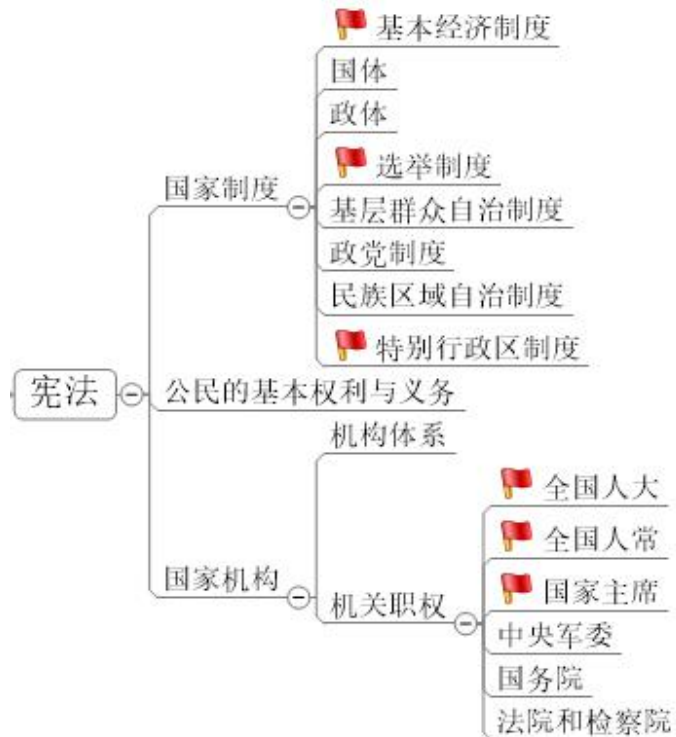 宪法
国家制度
基本经济制度
国体
政体
选举制度
基层群众自治制度
政党制度
民族区域自治制度
特别行政区制度
公民的基本权利与义务
国家机构
机构体系
机关职权
全国人大
全国人常
国家主席
中央军委
国务院
法院和检察院